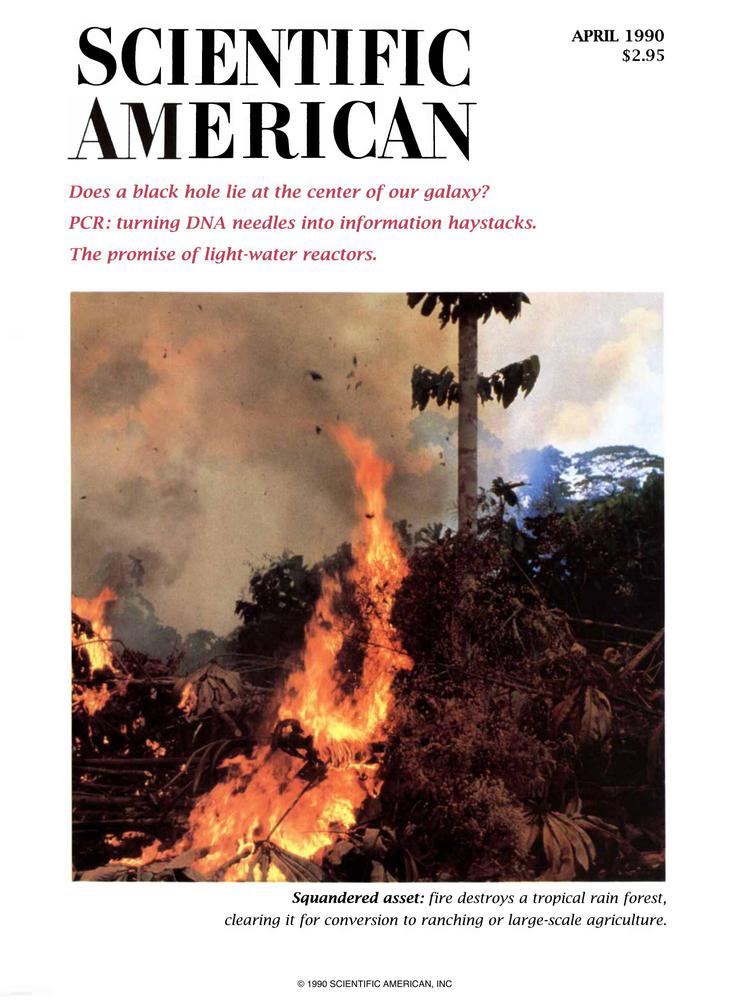 SCIENTIFIC
AMERICAN
APRIL 1990
$2.95
Does a black hole lie at the center of our galaxy?
PCR: turning DNA needles into information haystacks.
The promise of light-water reactors.
Squandered asset: fire destroys a tropical rain forest,
clearing it for conversion to ranching or large-scale agriculture.
© 1990 SCIENTIFIC AMERICAN, INC